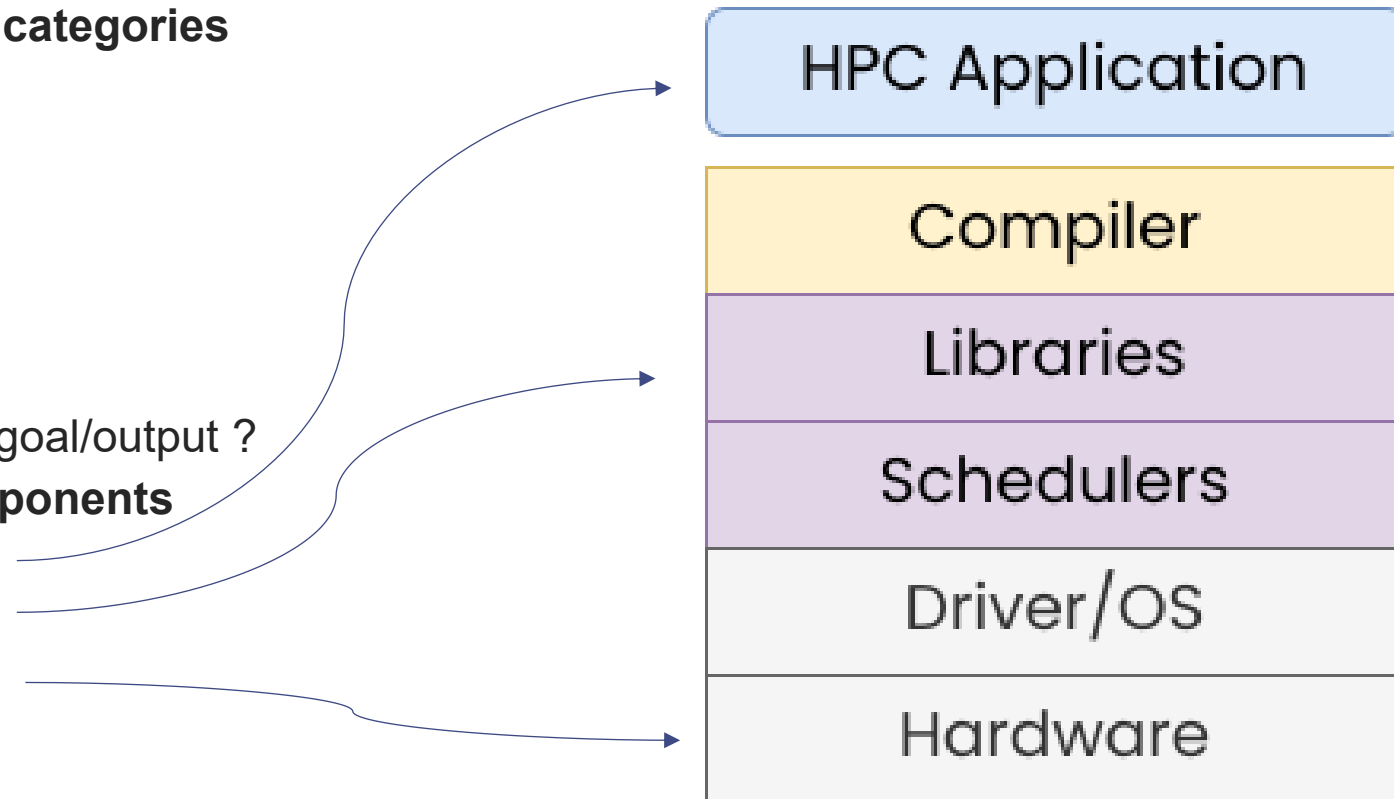 categories
goal/output ?
ponents
HPC Application
Compiler
Libraries
Schedulers
Driver/OS
Hardware